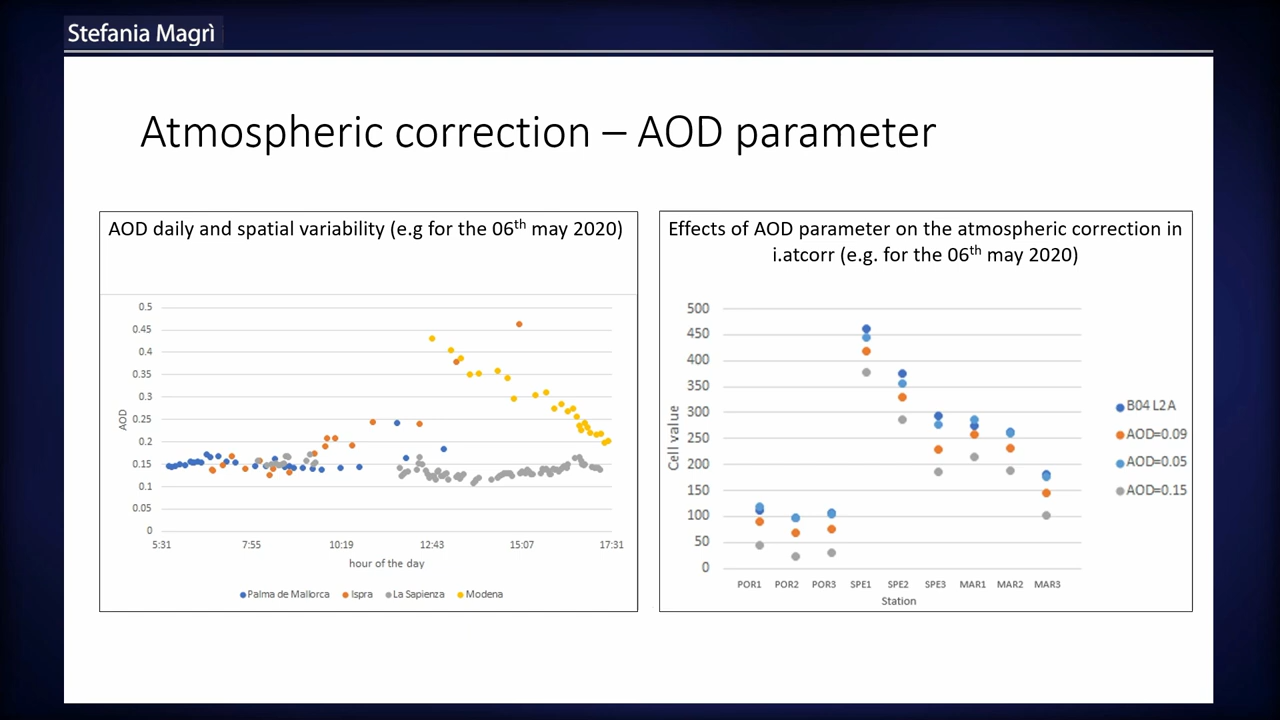 Stefania Magrì
Atmospheric correction – AOD parameter
AOD daily and spatial variability (e.g for the 06th may 2020)
0.5
0.45
0.4
0.35
0.3
0.25
0.2
0.15
0.1
0.05
0
AOD
5:31 7:55 10:19 12:43 15:07 17:31
hour of the day
Palma de Mallorca Ispra La Sapienza Modena
Effects of AOD parameter on the atmospheric correction in
i.atcorr (e.g. for the 06th may 2020)
500
450
400
350
300
250
200
150
100
50
0
Cell value
POR1 POR2 POR3 SPE1 SPE2 SPE3 MAR1 MAR2 MAR3
Station
B04 L2A
AOD=0.09
AOD=0.05
AOD=0.15